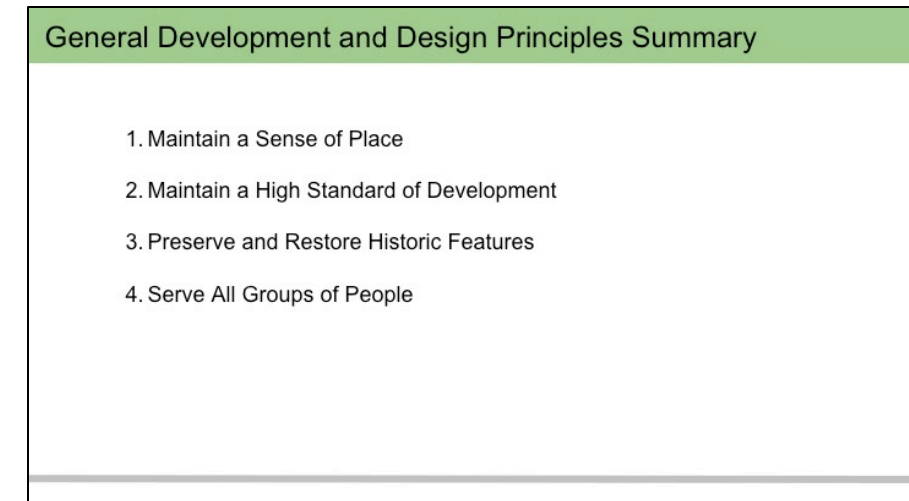 General Development and Design Principles Summary
1. Maintain a Sense of Place
2. Maintain a High Standard of Development
3. Preserve and Restore Historic Features
4. Serve All Groups of People